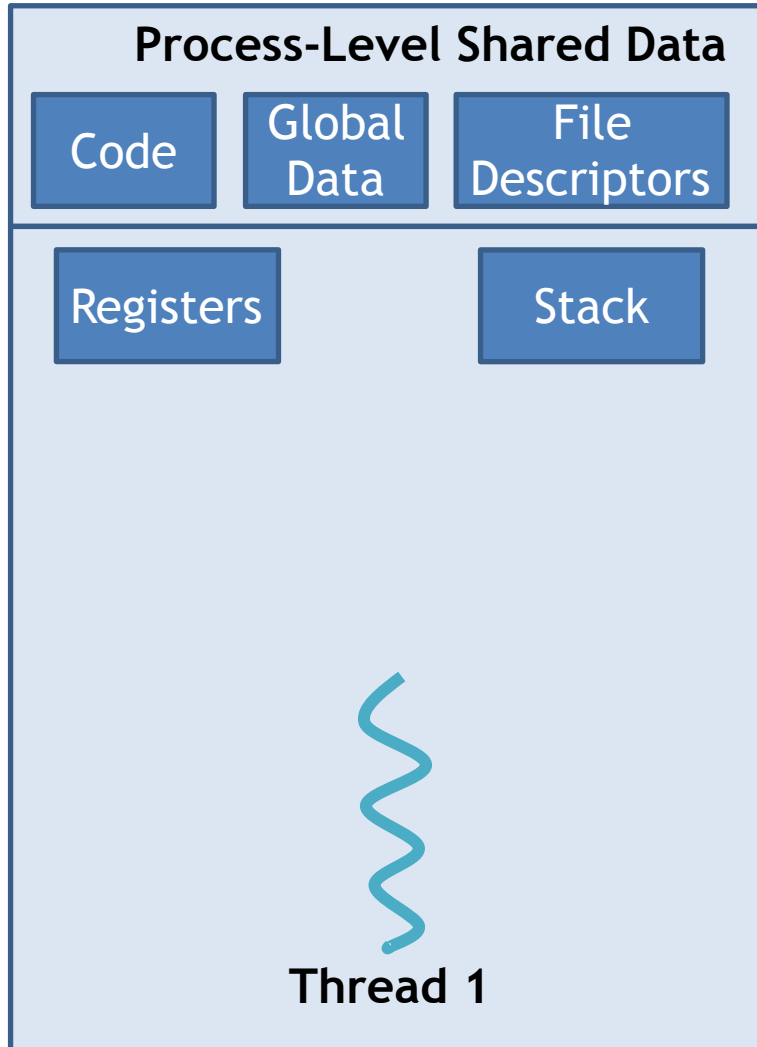 Process-Level Shared Data
Code
Global
Data
File
Descriptors
Registers
Stack
Thread 1